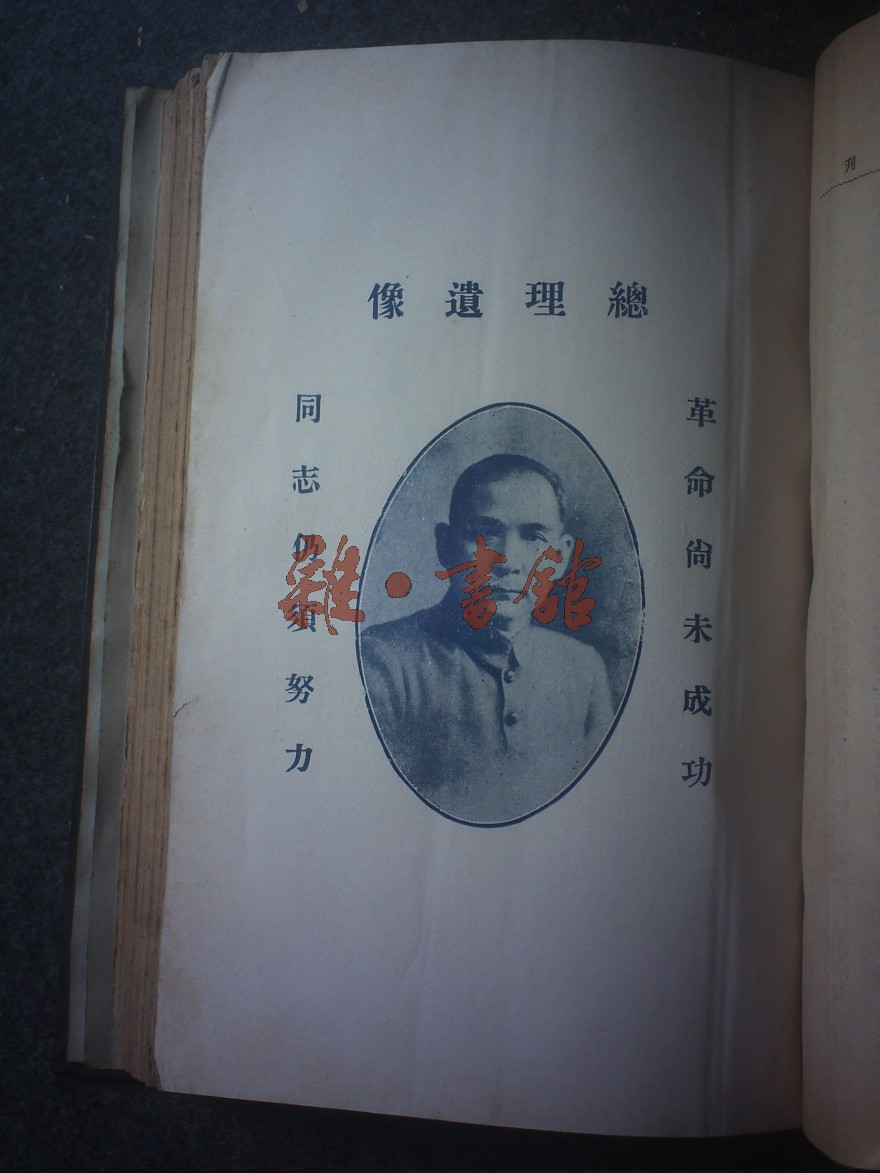 總理遺像
革命尚未成功
同志仍須努力
雜·書館
刋